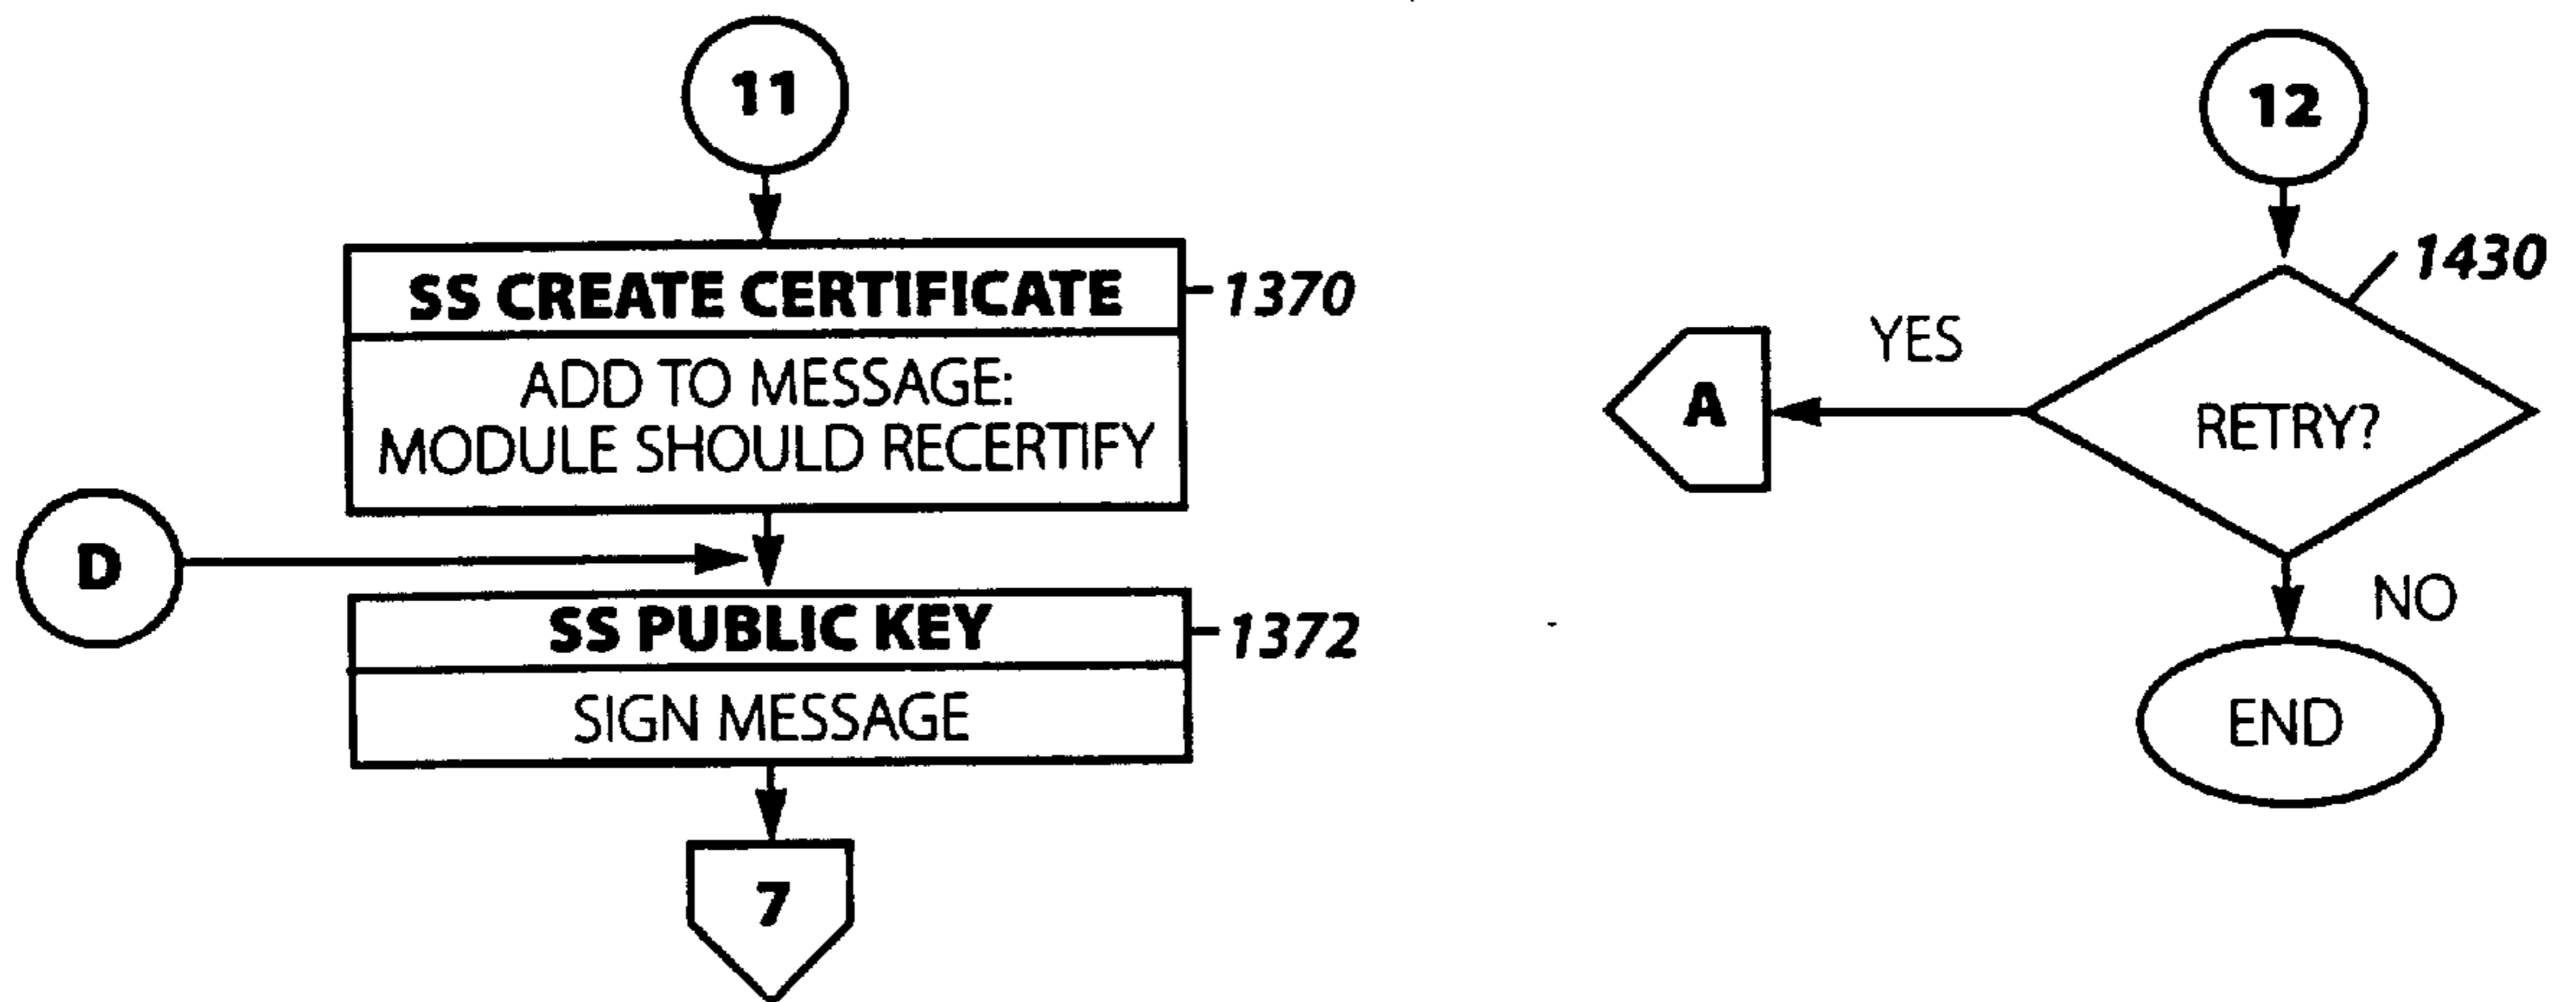 11
SS CREATE CERTIFICATE
1370
ADD TO MESSAGE:
MODULE SHOULD RECERTIFY
D
SS PUBLIC KEY
1372
SIGN MESSAGE
7
12
1430
YES
A
RETRY?
NO
END